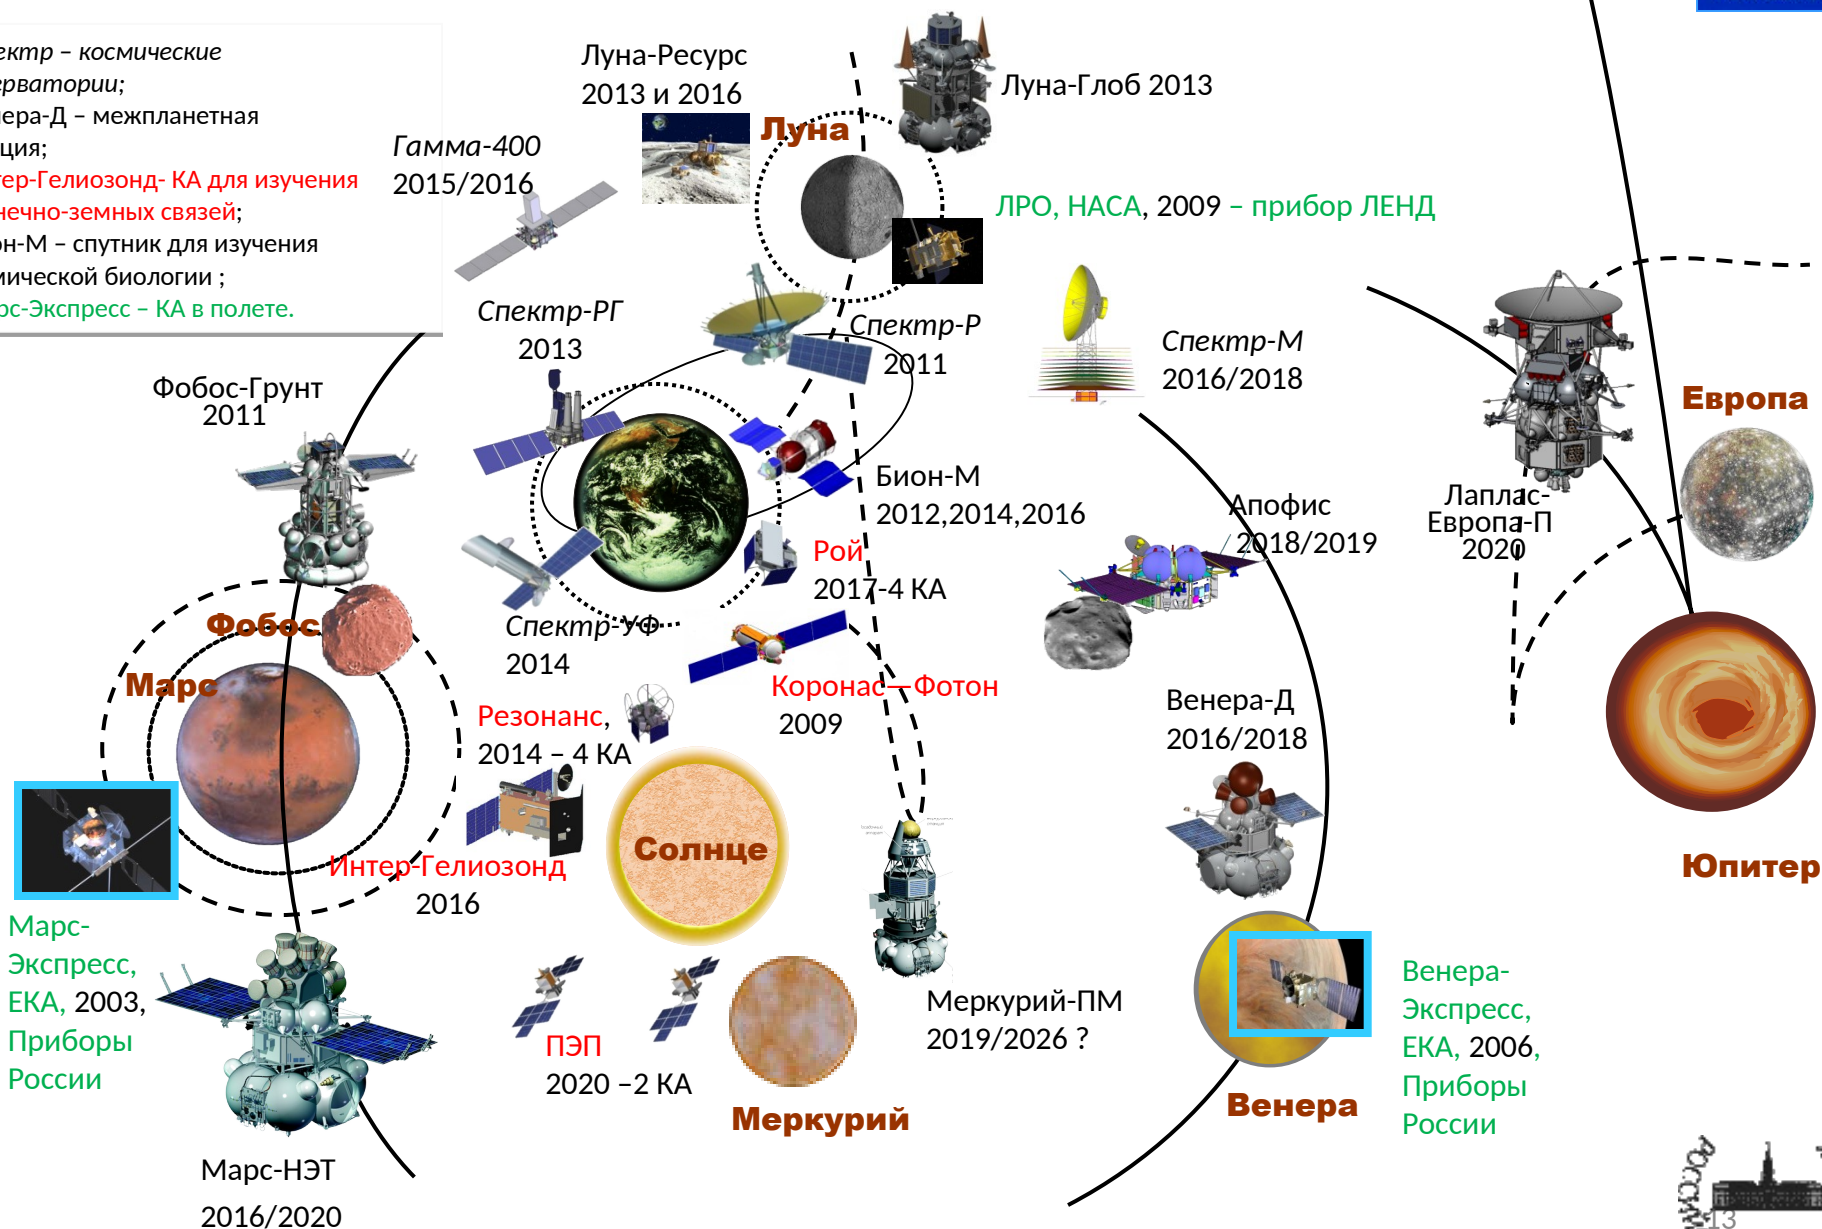 ектр – космические
ерватории;
нера-Д – межпланетная
ция;
тер-Гелиозонд- КА для изучения
нечно-земных связей;
он-М – спутник для изучения
мической биологии ;
рс-Экспресс – КА в полете.
Луна-Ресурс
2013 и 2016
Луна
Луна-Глоб 2013
Гамма-400
2015/2016
ЛРО, НАСА, 2009 – прибор ЛЕНД
Спектр-РГ
2013
Спектр-Р
2011
Спектр-М
2016/2018
Фобос-Грунт
2011
Европа
Бион-М
2012,2014,2016
Апофис
2018/2019
Лаплас-
Европа-П
2020
Рой
2017-4 КА
Фобос
Спектр-УФ
2014
Марс
Коронас—Фотон
2009
Резонанс,
2014 – 4 КА
Венера-Д
2016/2018
Солнце
Интер-Гелиозонд
2016
Юпитер
Марс-
Экспресс,
ЕКА, 2003,
Приборы
России
Меркурий-ПМ
2019/2026 ?
Венера-
Экспресс,
ЕКА, 2006,
Приборы
России
ПЭП
2020 –2 КА
Меркурий
Венера
Марс-НЭТ
2016/2020
РОССИЙ
13